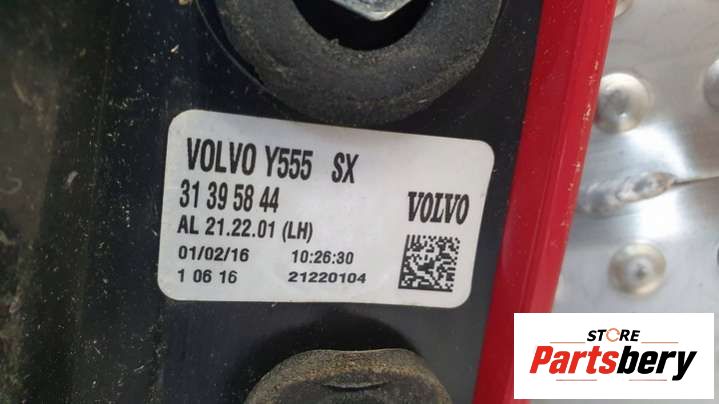 VOLVO Y555 SX
31 39 58 44
VOLVO
AL 21.22.01 (LH)
01/02/16 10:26:30
1 06 16 21220104
STORE
Partsbery